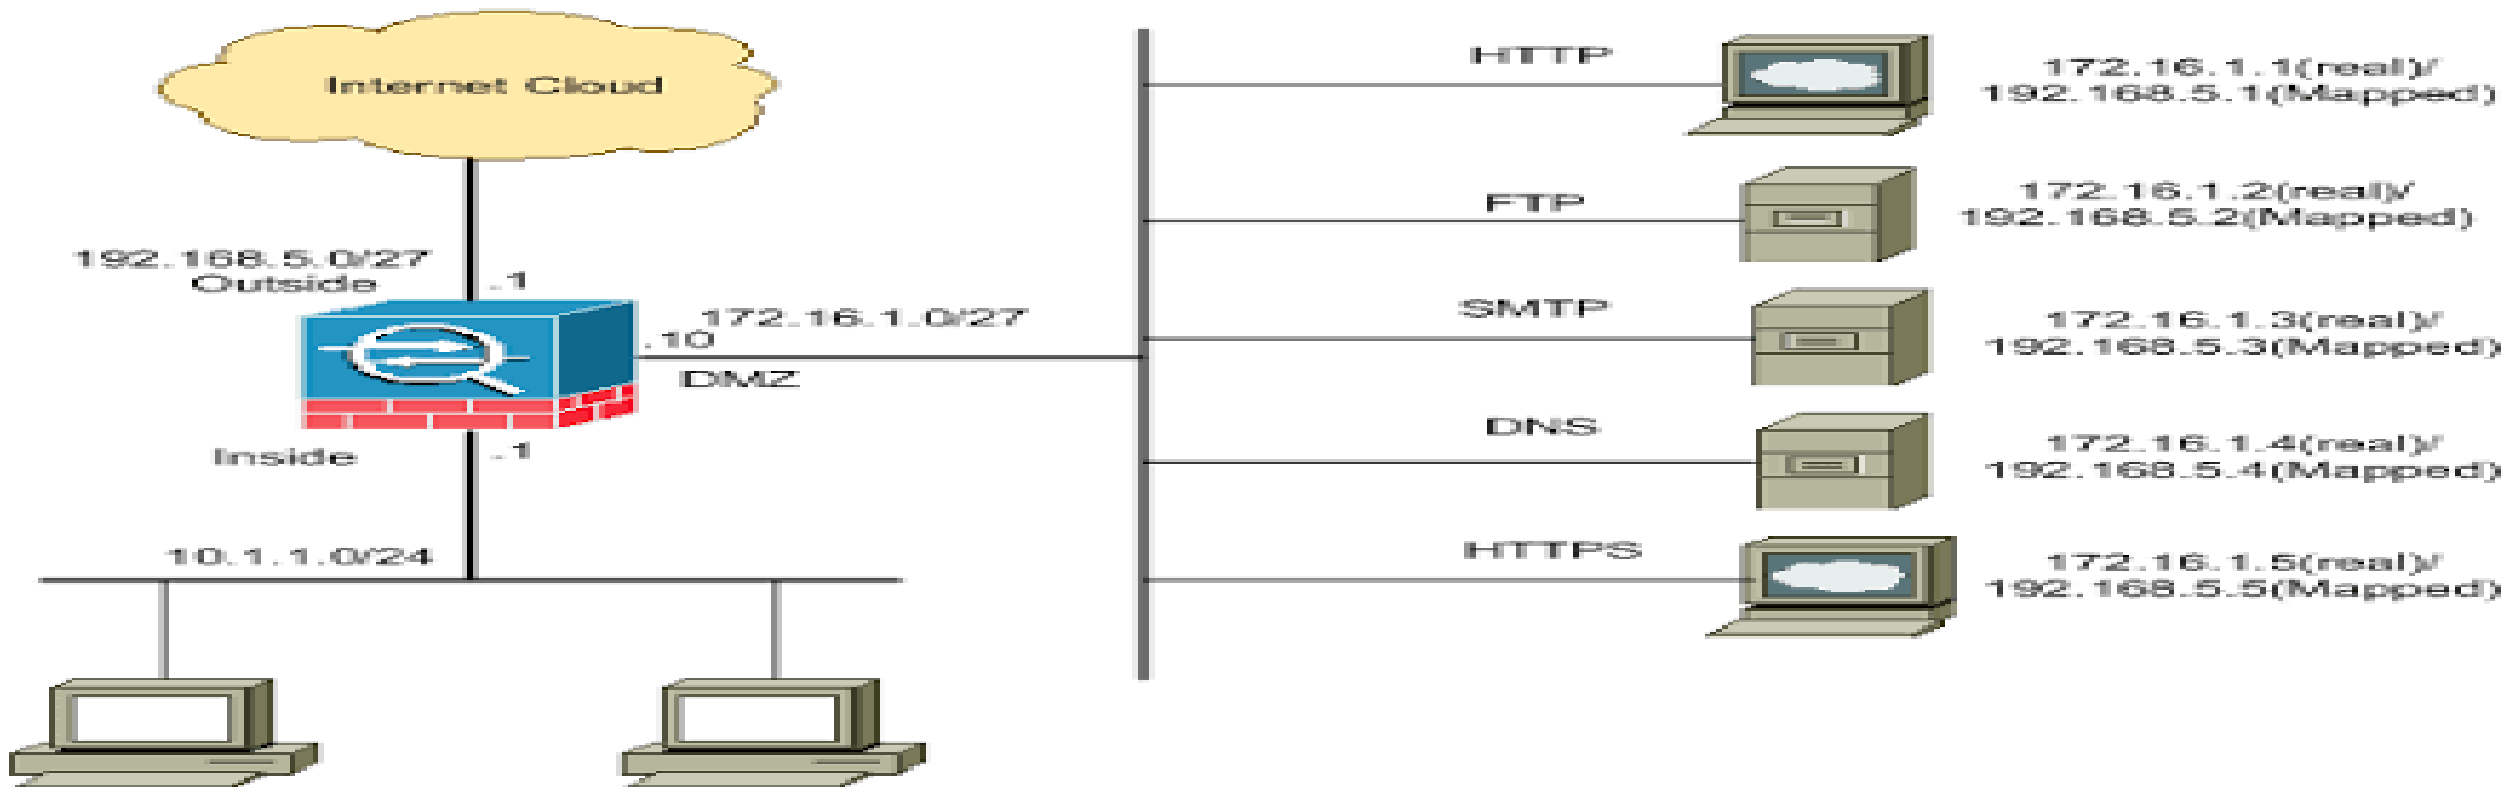 Internet Cloud
192.168.5.0/27
Outside
.1
172.16.1.0/27
.10
DMZ
Inside
.1
10.1.1.0/24
HTTP
172.16.1.1(real)/
192.168.5.1(Mapped)
FTP
172.16.1.2(real)/
192.168.5.2(Mapped)
SMTP
172.16.1.3(real)/
192.168.5.3(Mapped)
DNS
172.16.1.4(real)/
192.168.5.4(Mapped)
HTTPS
172.16.1.5(real)/
192.168.5.5(Mapped)